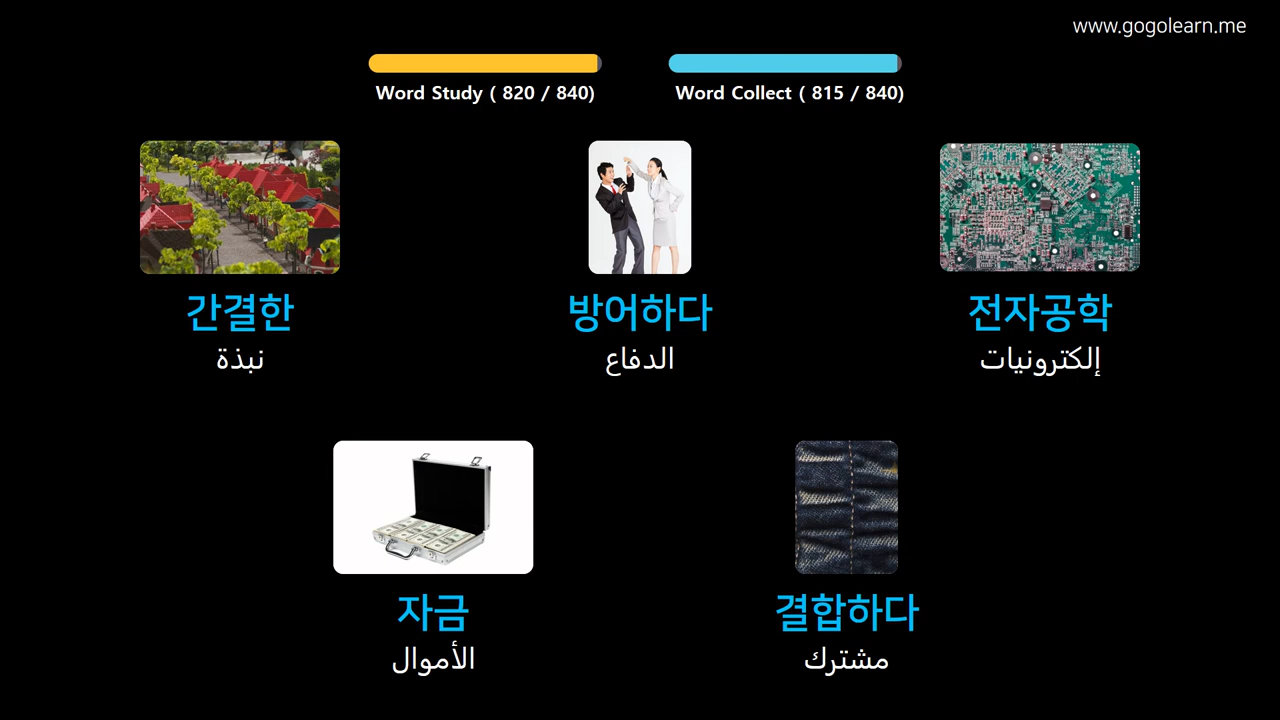 www.gogolearn.me
Word Study ( 820 / 840)
Word Collect ( 815 / 840)
간결한
نبذة
방어하다
الدفاع
전자공학
إلكترونيات
자금
الأموال
결합하다
مشترك